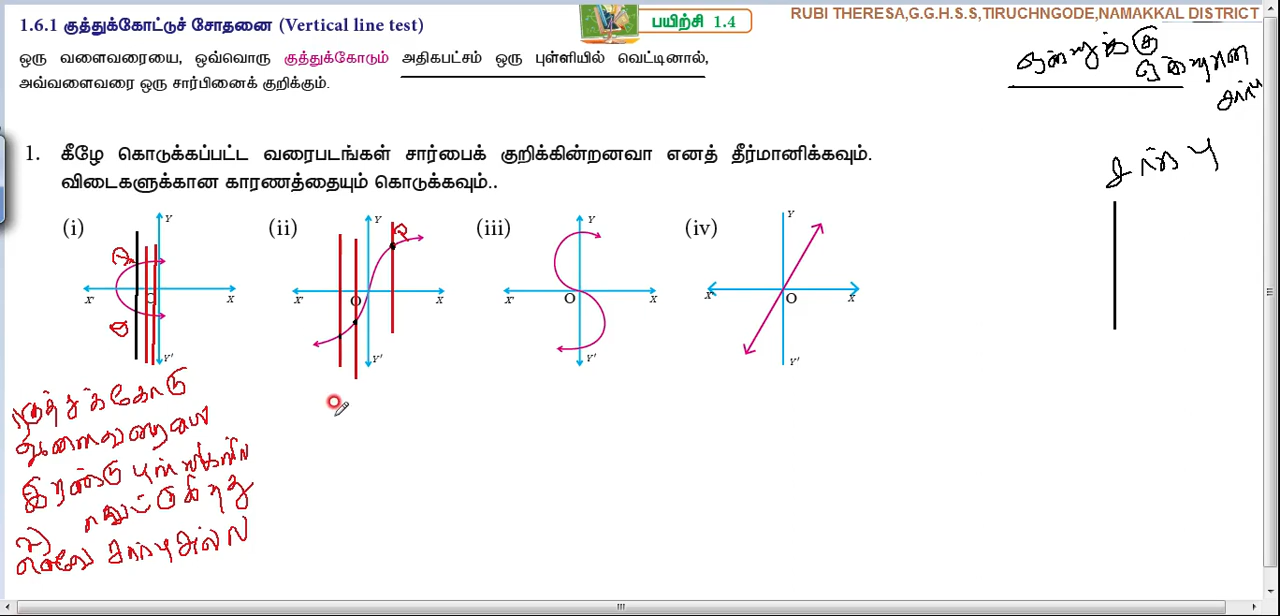 1.6.1 குத்துக்கோட்டுச் சோதனை (Vertical line test)
பயிற்சி 1.4
RUBI THERESA,G.G.H.S.S,TIRUCHNGODE,NAMAKKAL DISTRICT
ஒரு வளைவரையை, ஒவ்வொரு குத்துக்கோடும் அதிகபட்சம் ஒரு புள்ளியில் வெட்டினால்,
அவ்வளைவரை ஒரு சார்பினைக் குறிக்கும்.
சார்பு
1. கீழே கொடுக்கப்பட்ட வரைபடங்கள் சார்பைக் குறிக்கின்றனவா எனத் தீர்மானிக்கவும்.
விடைகளுக்கான காரணத்தையும் கொடுக்கவும்..
சார்பு
(i) Y P X' O X Q Y'
(ii) Y P X' O X Y'
(iii) Y X' O X Y'
(iv) Y X' O X Y'
குத்துக்கோடு
வளைவரையை
இரண்டு புள்ளிகளில்
எனவே சார்பு அல்ல